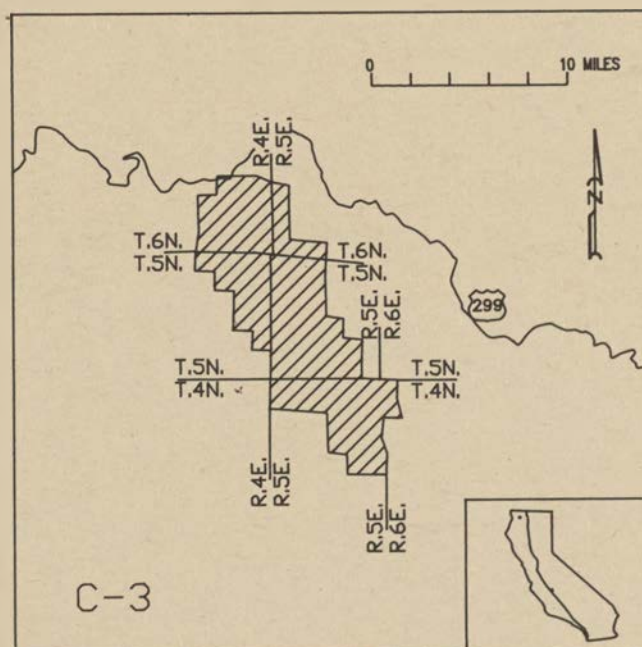 0 10 MILES
R.4E.
R.5E.
N
T.6N.
T.5N.
T.6N.
T.5N.
299
R.5E.
R.6E.
T.5N.
T.4N.
T.5N.
T.4N.
R.4E.
R.5E.
R.5E.
R.6E.
C-3